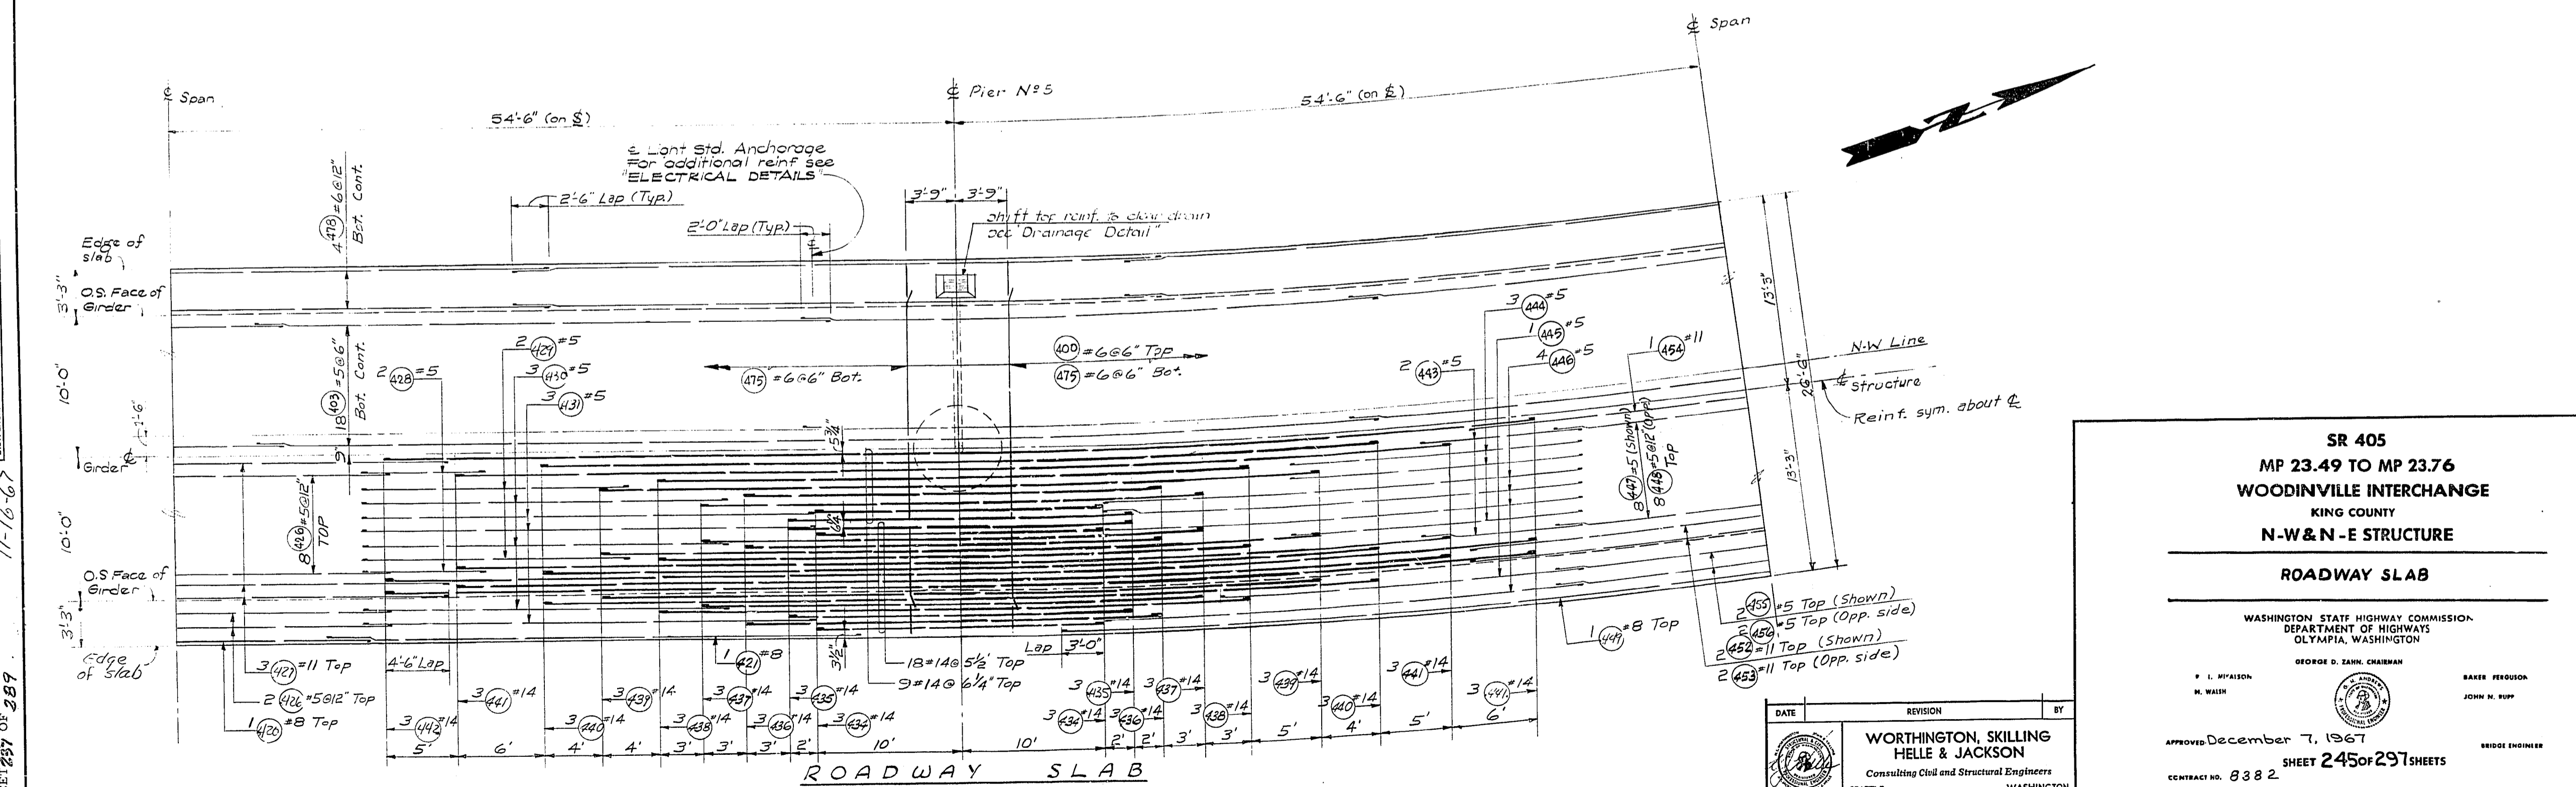 ℄ Span
℄ Span
℄ Pier Nº5
54'-6" (on S)
54'-6" (on ℄)
℄ Light Std. Anchorage
For additional reinf see
"ELECTRICAL DETAILS"
2'-6" Lap (Typ.)
2'-0" Lap (Typ.)
3'-9"
3'-9"
Shift top reinf. to clear drain
see "Drainage Detail"
4 478 #6@12"
Bot. Cont.
Edge of
slab
3'-3"
O.S. Face of
Girder
10'-0"
18 403 #5@6"
Bot. Cont.
1'-6"
9"
℄
Girder
2 428 #5
2 429 #5
3 430 #5
3 431 #5
475 #6@6" Bot.
400 #6@6" Top
475 #6@6" Bot.
3 444 #5
1 445 #5
4 446 #5
2 443 #5
1 454 #11
13'-3"
26'-6"
13'-3"
N-W Line
℄ Structure
Reinf. sym. about ℄
8 447 #5 (Shown)
8 448 #5@12" (Opp)
Top
5¾"
6¼"
8 426 #5@12"
TOP
10'-0"
O.S Face of
Girder
3'-3"
Edge
of slab
3 427 #11 Top
2 426 #5@12" Top
1 420 #8 Top
4'-6" Lap
1 421 #8
3½"
18 #14@ 5½" Top
9 #14@ 6¼" Top
Lap 3'-0"
1 449 #8 Top
2 455 #5 Top (Shown)
2 456 #5 Top (Opp. side)
2 452 #11 Top (Shown)
2 453 #11 Top (Opp. side)
3 442 #14
3 441 #14
3 440 #14
3 439 #14
3 438 #14
3 437 #14
3 436 #14
3 435 #14
3 434 #14
3 434 #14
3 435 #14
3 436 #14
3 437 #14
3 438 #14
3 439 #14
3 440 #14
3 441 #14
3 #14
5' 6' 4' 4' 3' 3' 3' 2' 10' 10' 2' 2' 3' 3' 5' 4' 5' 6'
ROADWAY SLAB
11-16-67
OF 289
SR 405
MP 23.49 TO MP 23.76
WOODINVILLE INTERCHANGE
KING COUNTY
N-W & N-E STRUCTURE
ROADWAY SLAB
WASHINGTON STATE HIGHWAY COMMISSION
DEPARTMENT OF HIGHWAYS
OLYMPIA, WASHINGTON
GEORGE D. ZAHN, CHAIRMAN
H. WALSH
BAKER FERGUSON
JOHN N. RUPP
APPROVED December 7, 1967
BRIDGE ENGINEER
SHEET 245 OF 297 SHEETS
CONTRACT NO. 8382
DATE REVISION BY
WORTHINGTON, SKILLING
HELLE & JACKSON
Consulting Civil and Structural Engineers
WASHINGTON